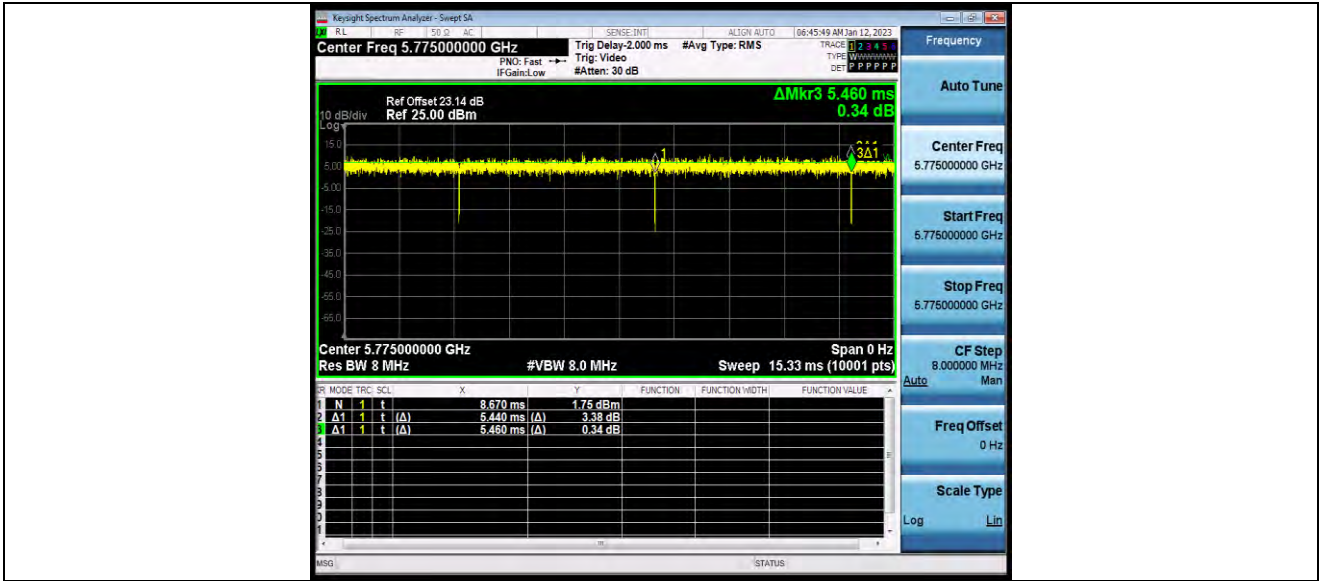 Keysight Spectrum Analyzer - Swept SA
RL RF 50 Ω AC SENSE:INT ALIGN AUTO 06:45:49 AM Jan 12, 2023
Center Freq 5.775000000 GHz
PNO: Fast
IFGain:Low
Trig Delay-2.000 ms
Trig: Video
#Atten: 30 dB
#Avg Type: RMS
TRACE 1 2 3 4 5 6
TYPE W
DET P P P P P P
ΔMkr3 5.460 ms
0.34 dB
Ref Offset 23.14 dB
10 dB/div Ref 25.00 dBm
Log
15.0
5.00
-5.00
-15.0
-25.0
-35.0
-45.0
-55.0
-65.0
1
3Δ1
Center 5.775000000 GHz Span 0 Hz
Res BW 8 MHz #VBW 8.0 MHz Sweep 15.33 ms (10001 pts)
MODE TRC SCL X Y FUNCTION FUNCTION WIDTH FUNCTION VALUE
1 N 1 t 8.670 ms 1.75 dBm
2 Δ1 1 t (Δ) 5.440 ms (Δ) 3.38 dB
3 Δ1 1 t (Δ) 5.460 ms (Δ) 0.34 dB
4
5
6
7
8
9
MSG STATUS
Frequency
Auto Tune
Center Freq
5.775000000 GHz
Start Freq
5.775000000 GHz
Stop Freq
5.775000000 GHz
CF Step
8.000000 MHz
Auto Man
Freq Offset
0 Hz
Scale Type
Log Lin